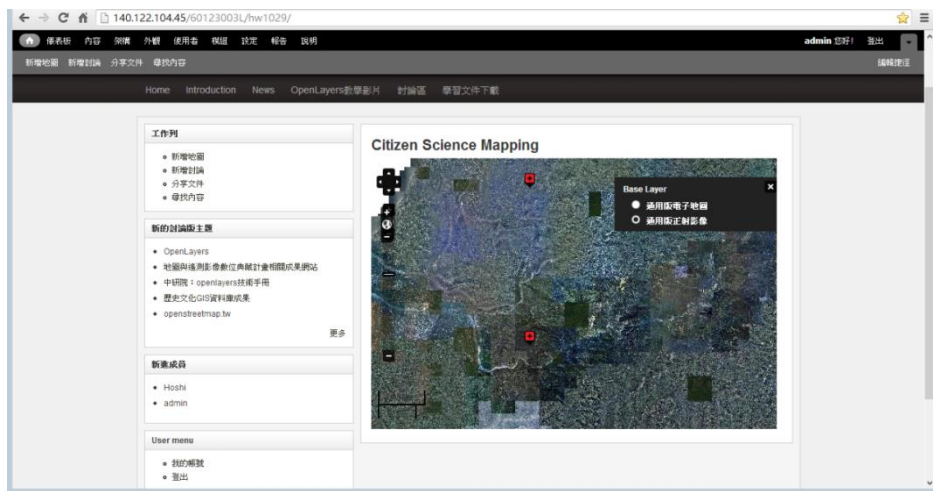 140.122.104.45/60123003L/hw1029/
儀表板 內容 架構 外觀 使用者 模組 設定 報告 說明 admin 您好! 登出
新增地圖 新增討論 分享文件 尋找內容 編輯捷徑
Home Introduction News OpenLayers教學影片 討論區 學習文件下載
工作列
新增地圖
新增討論
分享文件
尋找內容
新的討論版主題
OpenLayers
地圖與遙測影像數位典藏計畫相關成果網站
中研院：openlayers技術手冊
歷史文化GIS資料庫成果
openstreetmap.tw
更多
新進成員
Hoshi
admin
User menu
我的帳號
登出
Citizen Science Mapping
Base Layer
通用版電子地圖
通用版正射影像